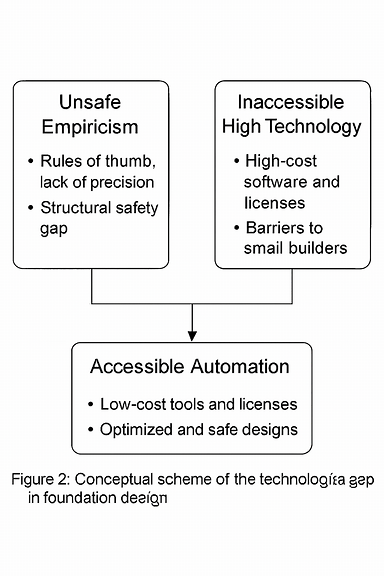 Unsafe
Empiricism
• Rules of thumb,
lack of precision
• Structural safety
gap
Inaccessible
High Technology
• High-cost
software and
licenses
• Barriers to
small builders
Accessible Automation
• Low-cost tools and licenses
• Optimized and safe designs
Figure 2: Conceptual scheme of the gap
in foundation